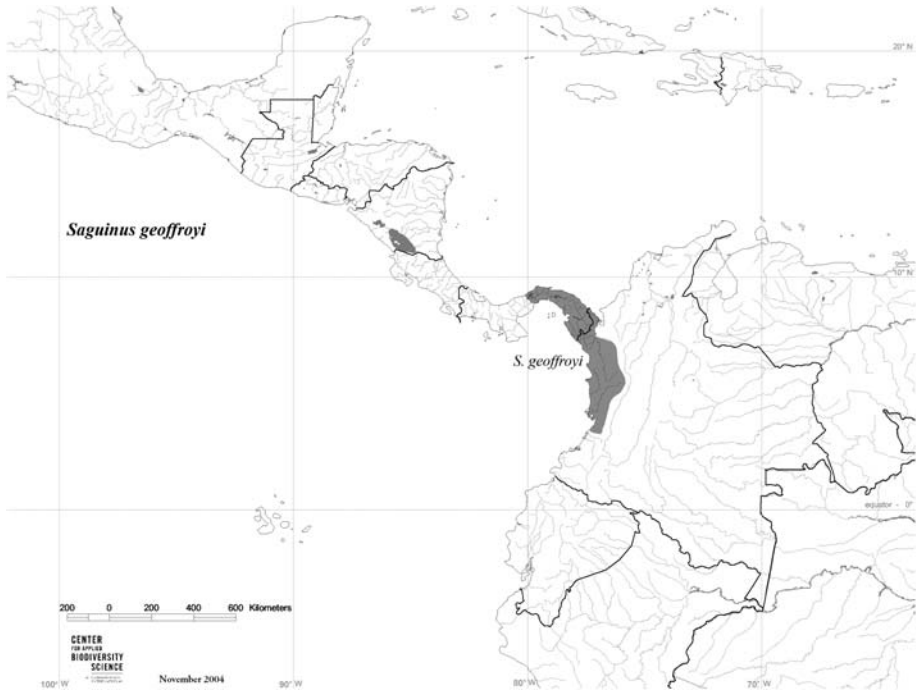 20° N
Saguinus geoffroyi
10° N
S. geoffroyi
equator - 0°
200 0 200 400 600 Kilometers
CENTER
FOR APPLIED
BIODIVERSITY
SCIENCE
November 2004
100° W 90° W 80° W 70° W